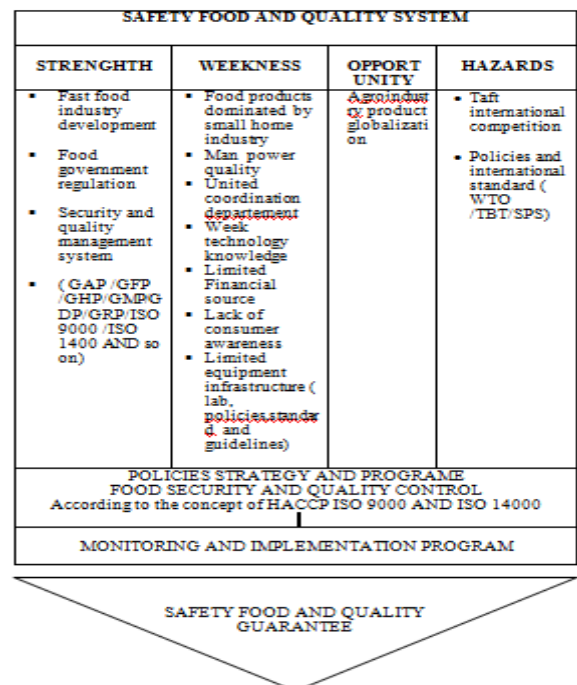 SAFETY FOOD AND QUALITY SYSTEM
STRENGHTH
WEEKNESS
OPPORT
UNITY
HAZARDS
▪ Fast food
industry
development
▪ Food
government
regulation
▪ Security and
quality
management
system
▪ ( GAP /GFP
/GHP/GMP/G
DP/GRP/ISO
9000 /ISO
1400 AND so
on)
▪ Food products
dominated by
small home
industry
▪ Man power
quality
▪ United
coordination
departement
▪ Week
technology
knowledge
▪ Limited
Financial
source
▪ Lack of
consumer
awareness
▪ Limited
equipment
infrastructure (
lab,
policies,standar
d. and
guidelines)
Agroindust
ry product
globalizati
on
• Taft
international
competition
• Policies and
international
standard (
WTO
/TBT/SPS)
POLICIES STRATEGY AND PROGRAME
FOOD SECURITY AND QUALITY CONTROL
According to the concept of HACCP ISO 9000 AND ISO 14000
MONITORING AND IMPLEMENTATION PROGRAM
SAFETY FOOD AND QUALITY
GUARANTEE